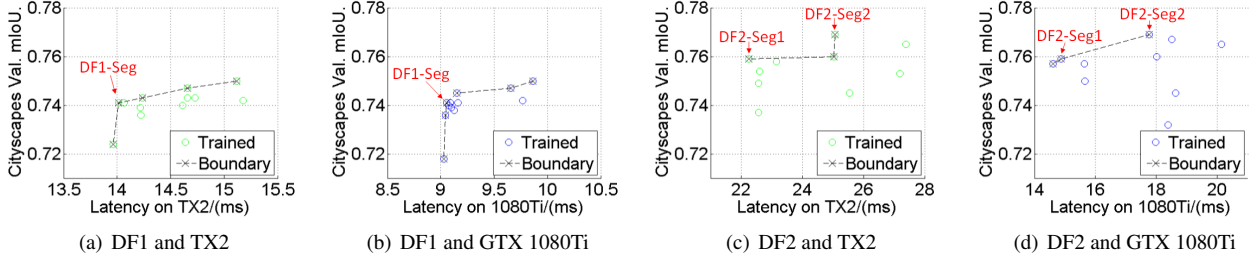 Cityscapes Val. mIoU.
0.78
0.76
0.74
0.72
DF1-Seg
Trained
Boundary
13.5 14 14.5 15 15.5
Latency on TX2/(ms)
(a) DF1 and TX2
Cityscapes Val. mIoU.
0.78
0.76
0.74
0.72
DF1-Seg
Trained
Boundary
8.5 9 9.5 10 10.5
Latency on 1080Ti/(ms)
(b) DF1 and GTX 1080Ti
Cityscapes Val. mIoU.
0.78
0.76
0.74
0.72
DF2-Seg2
DF2-Seg1
Trained
Boundary
22 24 26 28
Latency on TX2/(ms)
(c) DF2 and TX2
Cityscapes Val. mIoU.
0.78
0.76
0.74
0.72
DF2-Seg2
DF2-Seg1
Trained
Boundary
14 16 18 20
Latency on 1080Ti/(ms)
(d) DF2 and GTX 1080Ti